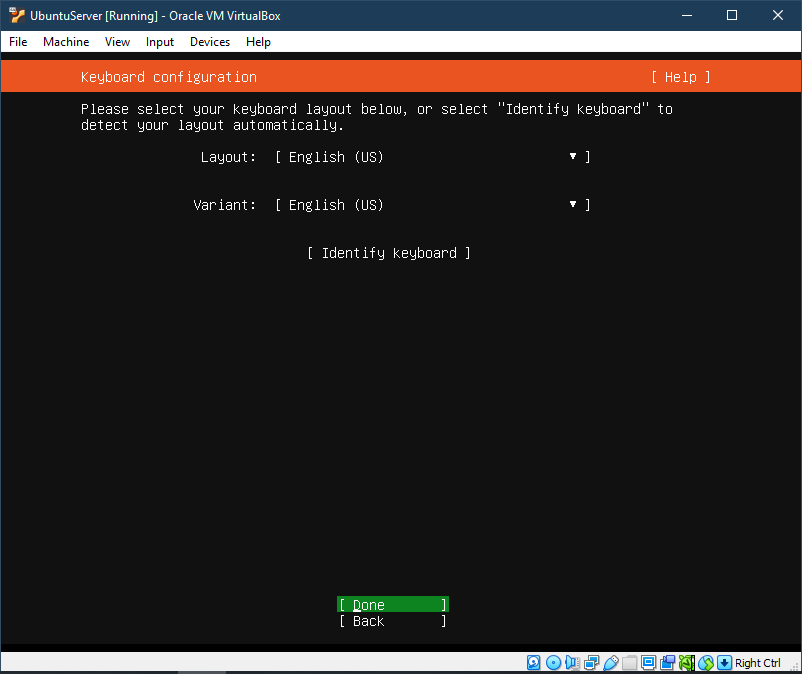 UbuntuServer [Running] - Oracle VM VirtualBox
File Machine View Input Devices Help
Keyboard configuration [ Help ]
Please select your keyboard layout below, or select "Identify keyboard" to
detect your layout automatically.
Layout: [ English (US) ▾ ]
Variant: [ English (US) ▾ ]
[ Identify keyboard ]
[ Done ]
[ Back ]
Right Ctrl